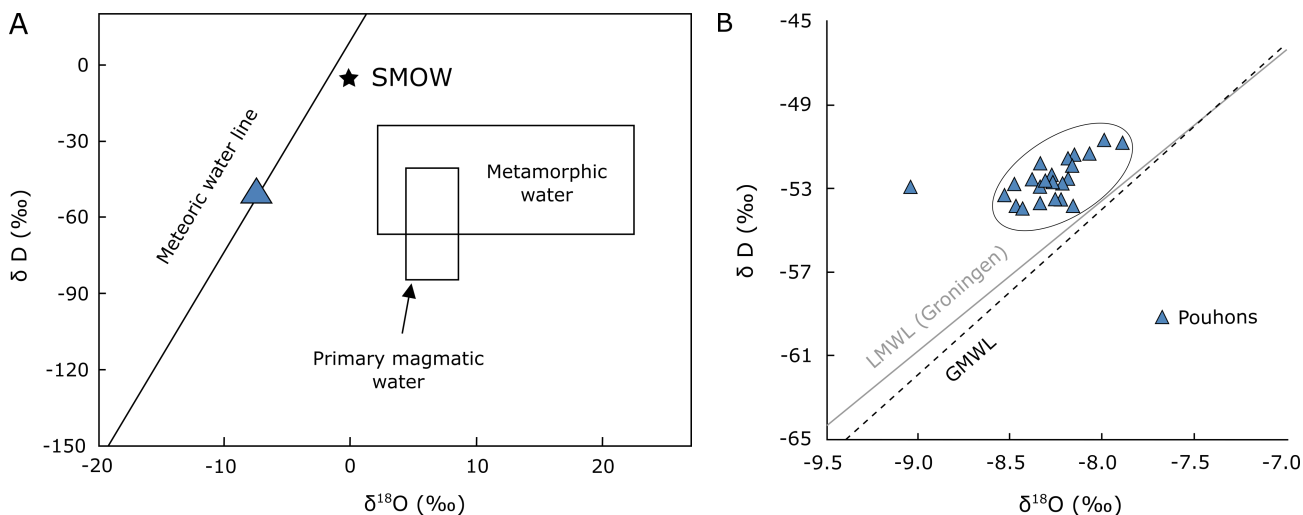 A
0
-30
-60
-90
-120
-150
-20
-10
0
10
20
δ D (‰)
δ¹⁸O (‰)
Meteoric water line
SMOW
Metamorphic
water
Primary magmatic
water
B
-45
-49
-53
-57
-61
-65
-9.5
-9.0
-8.5
-8.0
-7.5
-7.0
δ D (‰)
δ¹⁸O (‰)
LMWL (Groningen)
GMWL
Pouhons